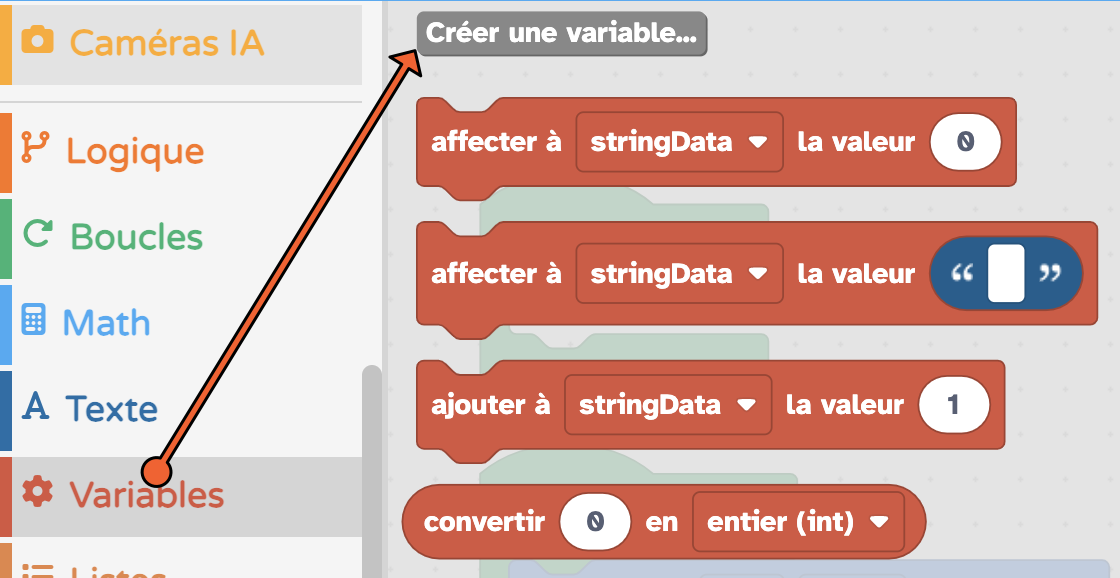 Caméras IA
Logique
Boucles
Math
Texte
Variables
Listes
Créer une variable...
affecter à stringData la valeur 0
affecter à stringData la valeur “ ”
ajouter à stringData la valeur 1
convertir 0 en entier (int)